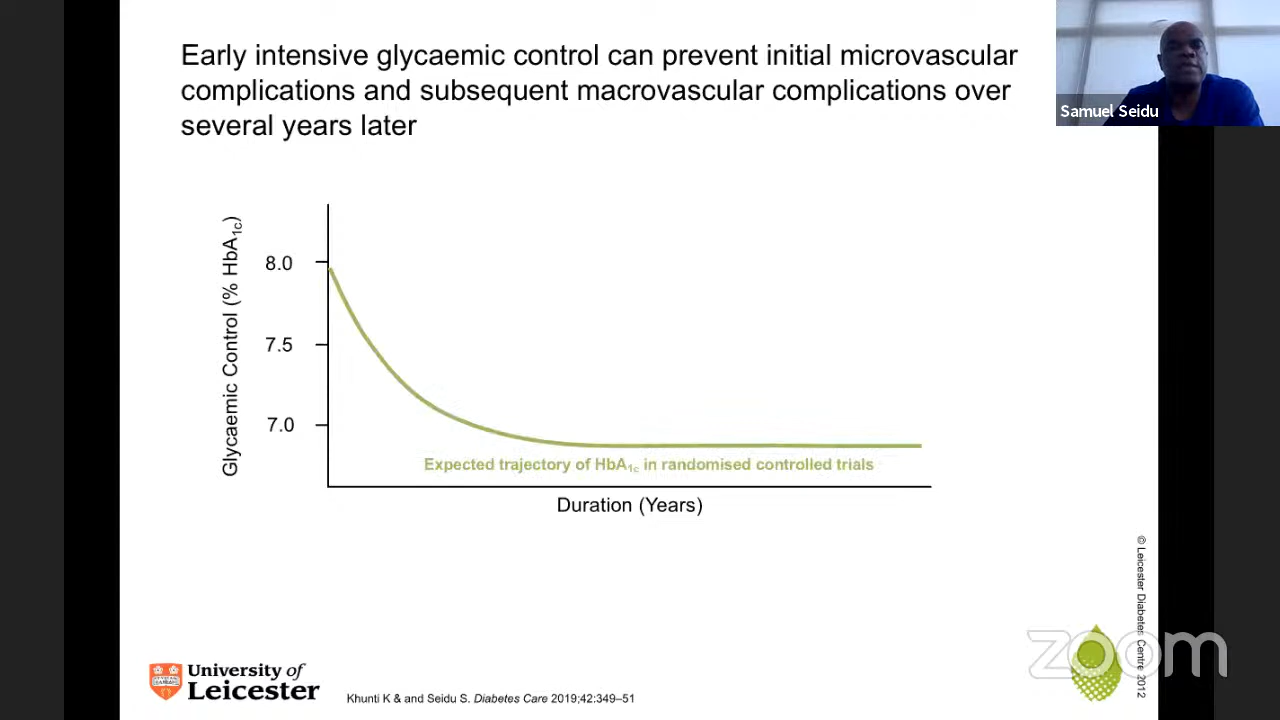 Early intensive glycaemic control can prevent initial microvascular
complications and subsequent macrovascular complications over
several years later
Samuel Seidu
Glycaemic Control (% HbA1c)
8.0
7.5
7.0
Expected trajectory of HbA1c in randomised controlled trials
Duration (Years)
© Leicester Diabetes Centre 2012
zoom
University of
Leicester
Khunti K & and Seidu S. Diabetes Care 2019;42:349–51